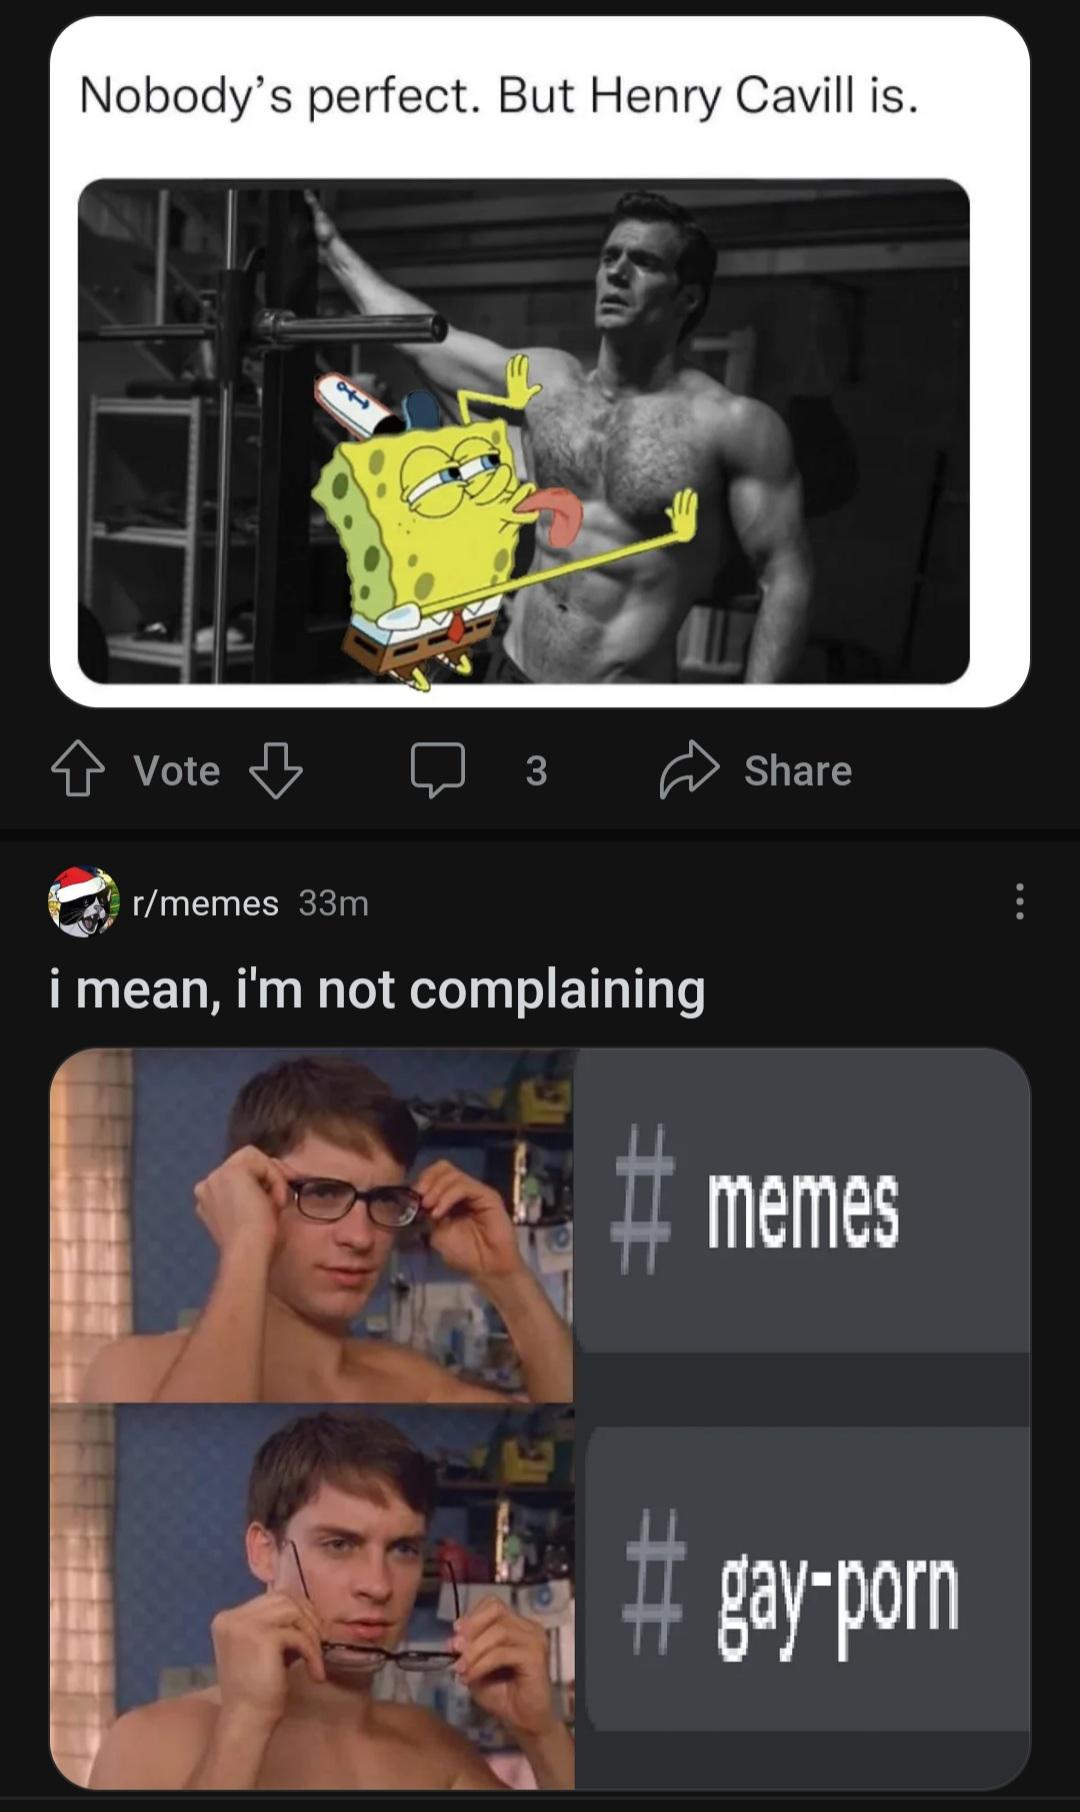 Nobody's perfect. But Henry Cavill is.
Vote
3
Share
r/memes 33m
i mean, i'm not complaining
# memes
# gay-porn